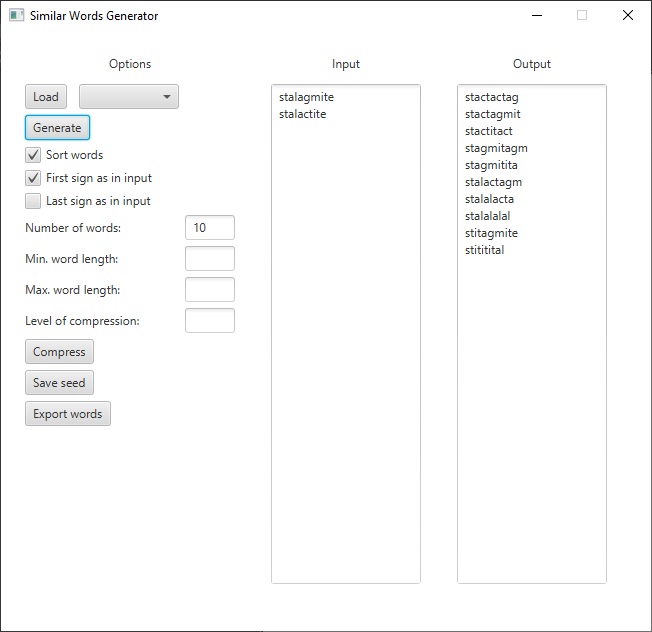 Similar Words Generator
Options
Load
Generate
Sort words
First sign as in input
Last sign as in input
Number of words: 10
Min. word length:
Max. word length:
Level of compression:
Compress
Save seed
Export words
Input
stalagmite
stalactite
Output
stactactag
stactagmit
stactitact
stagmitagm
stagmitita
stalactagm
stalalacta
stalalalal
stitagmite
stititital